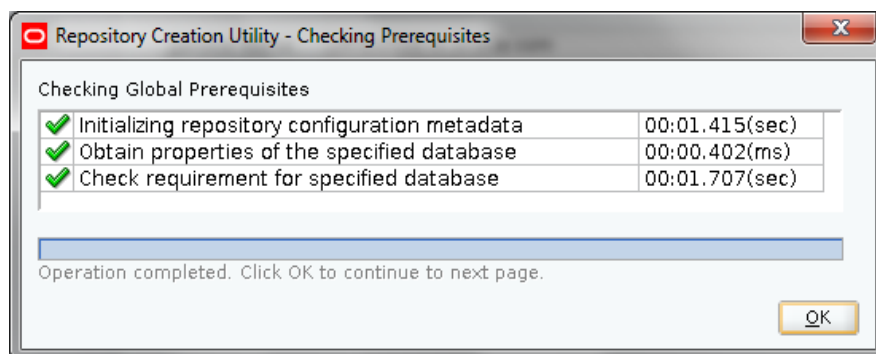 Repository Creation Utility - Checking Prerequisites
Checking Global Prerequisites
Initializing repository configuration metadata 00:01.415(sec)
Obtain properties of the specified database 00:00.402(ms)
Check requirement for specified database 00:01.707(sec)
Operation completed. Click OK to continue to next page.
OK